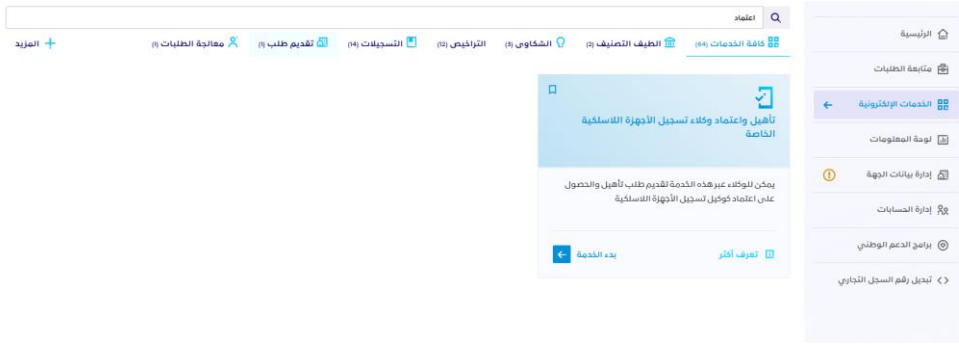 اعتماد
كافة الخدمات (64)
الطيف التصنيف (2)
الشكاوى (3)
التراخيص (12)
التسجيلات (14)
تقديم طلب (1)
معالجة الطلبات (1)
المزيد
الرئيسية
متابعة الطلبات
الخدمات الإلكترونية
لوحة المعلومات
إدارة بيانات الجهة
إدارة الحسابات
برامج الدعم الوطني
تبديل رقم السجل التجاري
تأهيل واعتماد وكلاء تسجيل الأجهزة اللاسلكية
الخاصة
يمكن للوكلاء عبر هذه الخدمة تقديم طلب تأهيل والحصول
على اعتماد كوكيل تسجيل الأجهزة اللاسلكية
تعرف أكثر
بدء الخدمة